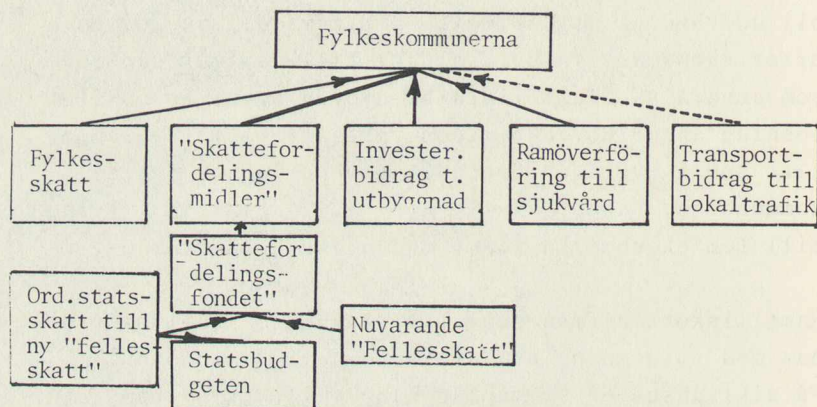 Fylkeskommunerna
Fylkes-
skatt
"Skattefor-
delings-
midler"
Invester.
bidrag t.
utbyggnad
Ramöverfö-
ring till
sjukvård
Transport-
bidrag till
lokaltrafik
"Skattefor-
delings-
fondet"
Ord.stats-
skatt till
ny "felles-
skatt"
Nuvarande
"Fellesskatt"
Statsbud-
geten